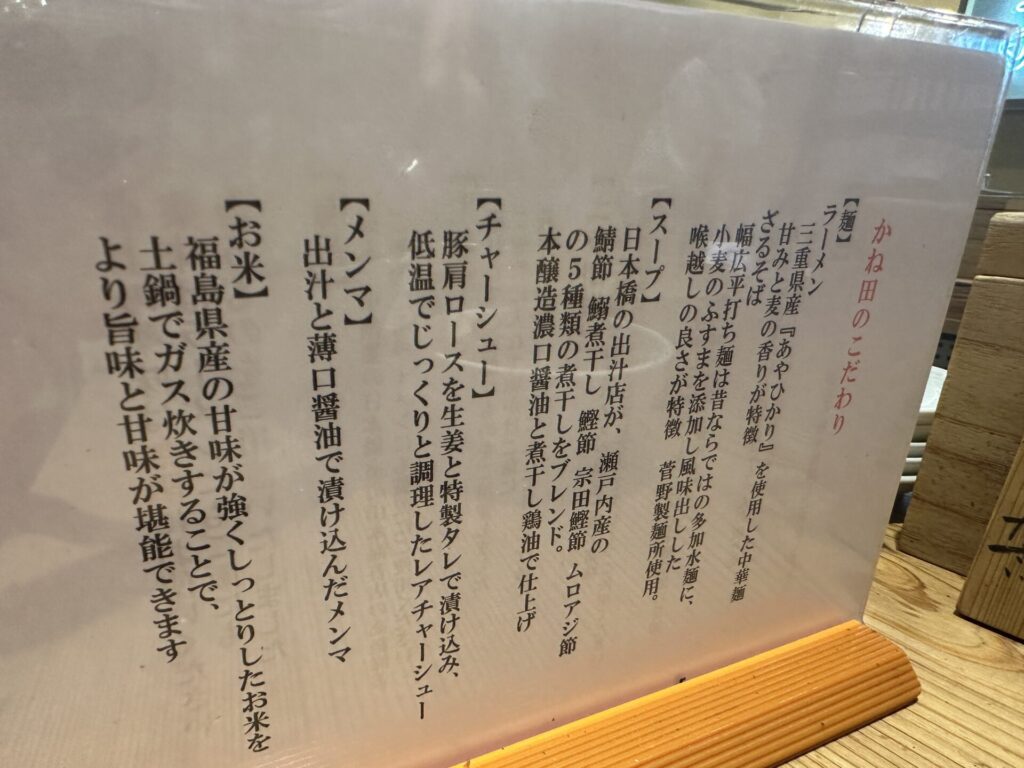 かね田のこだわり
【麺】
ラーメン
三重県産『あやひかり』を使用した中華麺
甘みと麦の香りが特徴
ざるそば
幅広平打ち麺は昔ならではの多加水麺に、
小麦のふすまを添加し風味出しした
喉越しの良さが特徴 菅野製麺所使用。
【スープ】
日本橋の出汁店が、瀬戸内産の
鯖節 鰯煮干し 鰹節 宗田鰹節 ムロアジ節
の5種類の煮干しをブレンド。
本醸造濃口醤油と煮干し鶏油で仕上げ
【チャーシュー】
豚肩ロースを生姜と特製タレで漬け込み、
低温でじっくりと調理したレアチャーシュー
【メンマ】
出汁と薄口醤油で漬け込んだメンマ
【お米】
福島県産の甘味が強くしっとりしたお米を
土鍋でガス炊きすることで、
より旨味と甘味が堪能できます